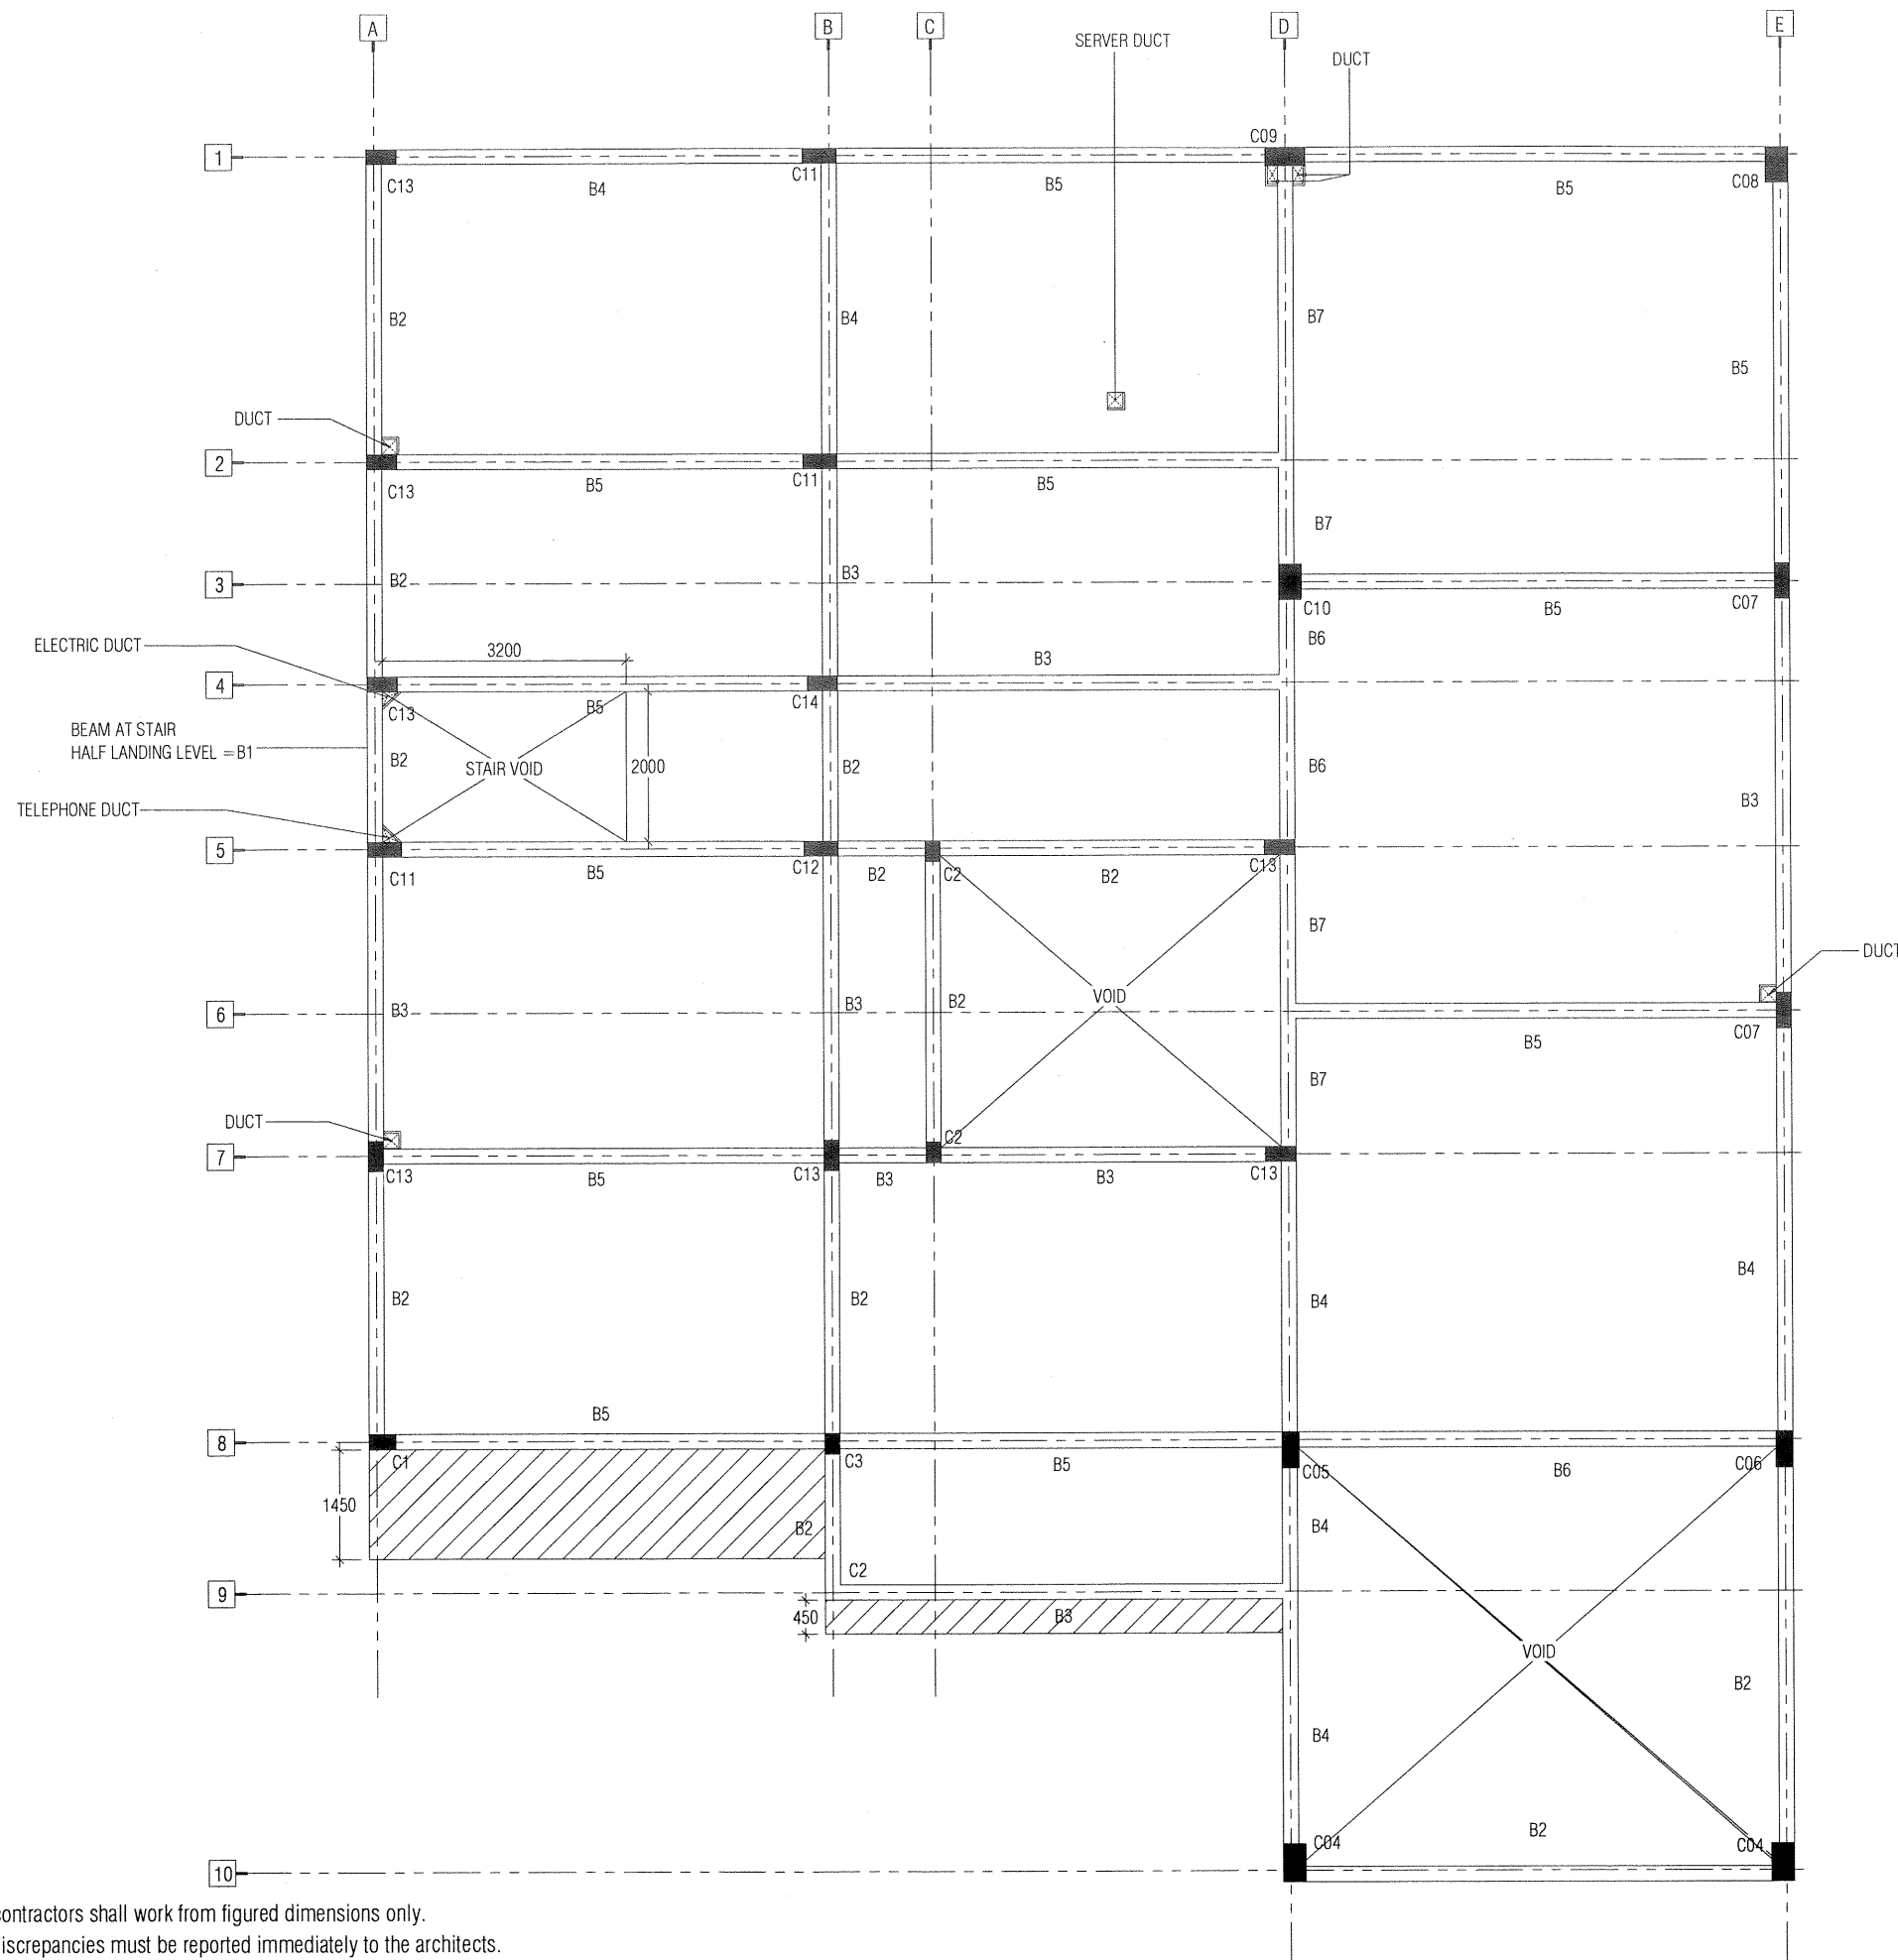 A
B
C
D
E
SERVER DUCT
DUCT
1
C09
C13
B4
C11
B5
B5
C08
B2
B4
B7
B5
DUCT
2
C13
B5
C11
B5
B7
3
B2
B3
C10
B5
C07
ELECTRIC DUCT
3200
B3
B6
4
C13
B5
C14
BEAM AT STAIR
HALF LANDING LEVEL = B1
B2
STAIR VOID
2000
B2
B6
B3
TELEPHONE DUCT
5
C11
B5
C12
B2
C2
B2
C13
B7
DUCT
6
B3
B3
B2
VOID
B5
C07
B7
DUCT
7
C2
C13
B5
C13
B3
B3
C13
B2
B2
B4
B4
B5
8
C1
C3
B5
C05
B6
C06
1450
B2
B4
C2
9
450
B3
VOID
B2
B4
B2
C04
C04
10
contractors shall work from figured dimensions only.
iscrepancies must be reported immediately to the architects.